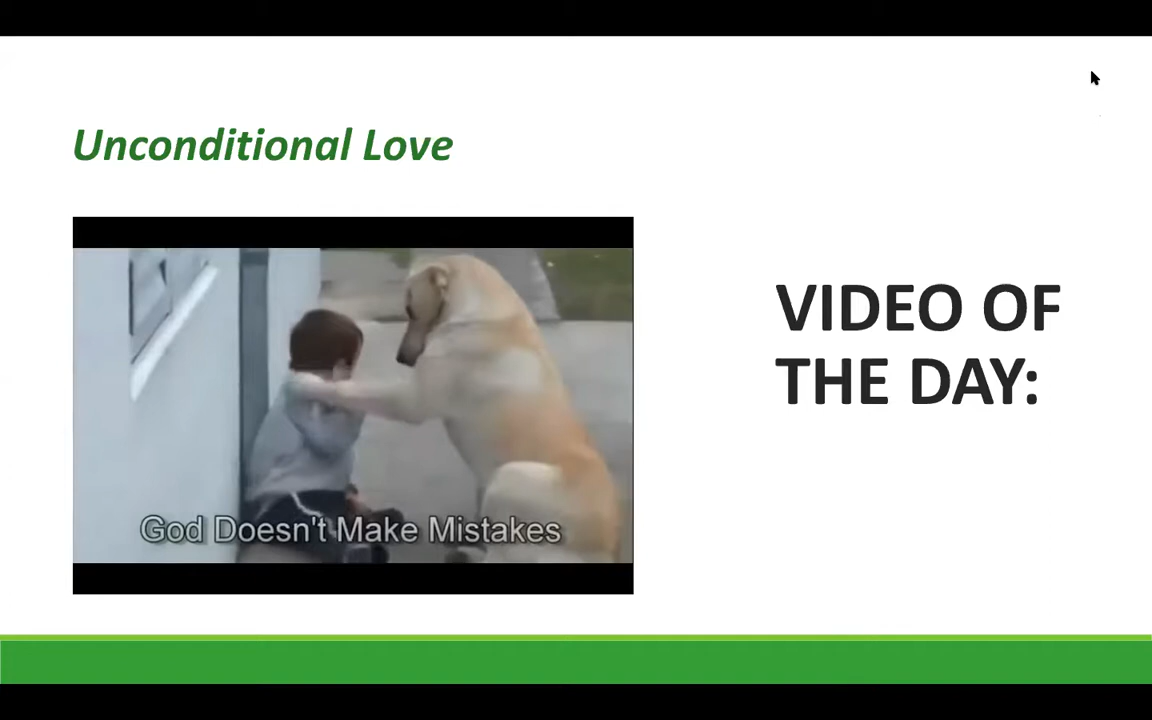 Unconditional Love
God Doesn't Make Mistakes
VIDEO OF
THE DAY: